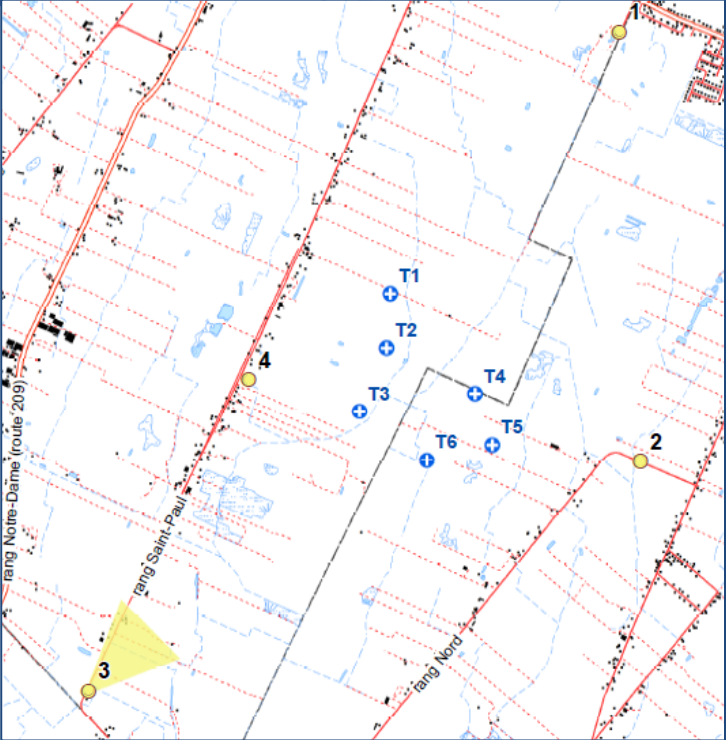 1
T1
T2
4
T3
T4
T5
T6
2
rang Notre-Dame (route 209)
rang Saint-Paul
rang Nord
3